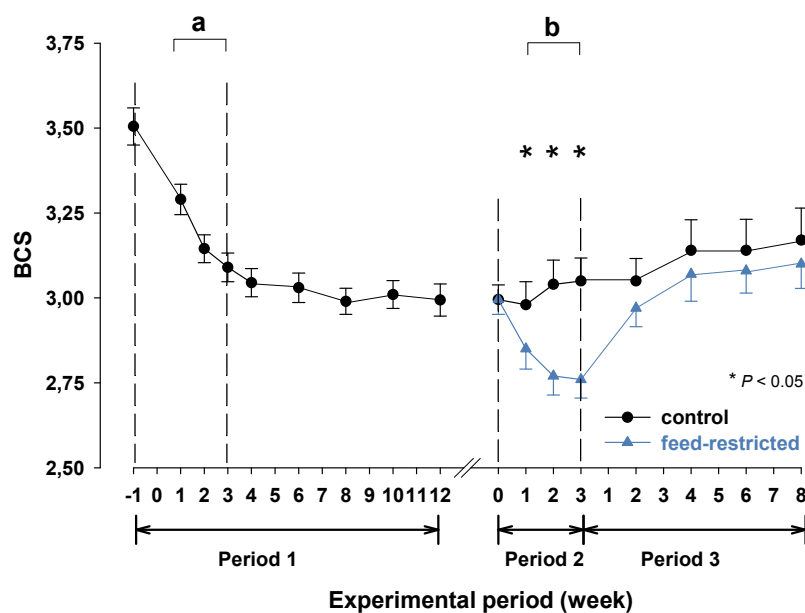 a
b
3,75
3,50
3,25
3,00
2,75
2,50
BCS
* * *
* P < 0.05
control
feed-restricted
-1 0 1 2 3 4 5 6 7 8 9 10 11 12
0 1 2 3 1 2 3 4 5 6 7 8
Period 1
Period 2
Period 3
Experimental period (week)